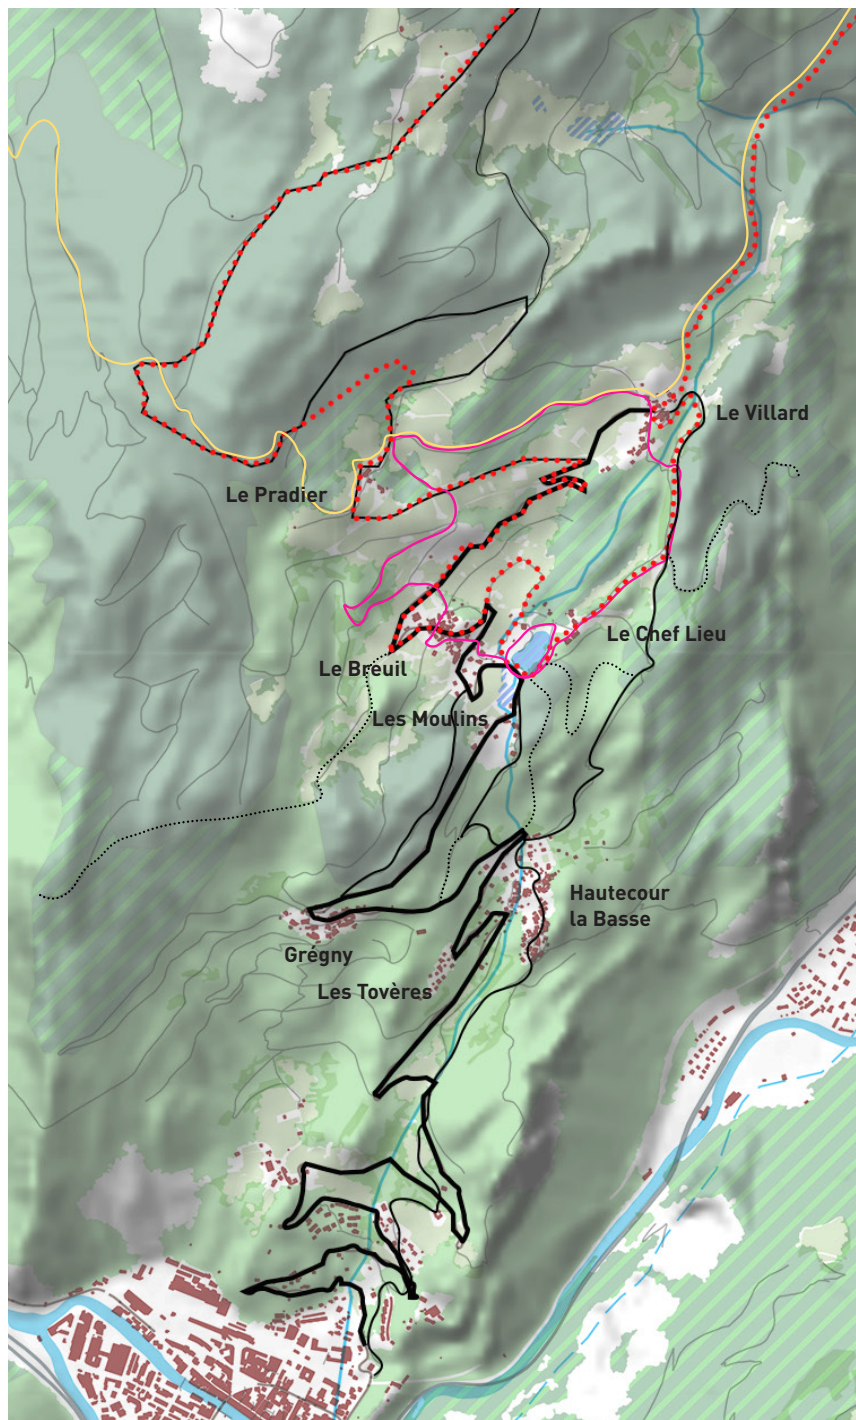 Le Villard
Le Pradier
Le Chef Lieu
Le Breuil
Les Moulins
Hautecour
la Basse
Grégny
Les Tovères